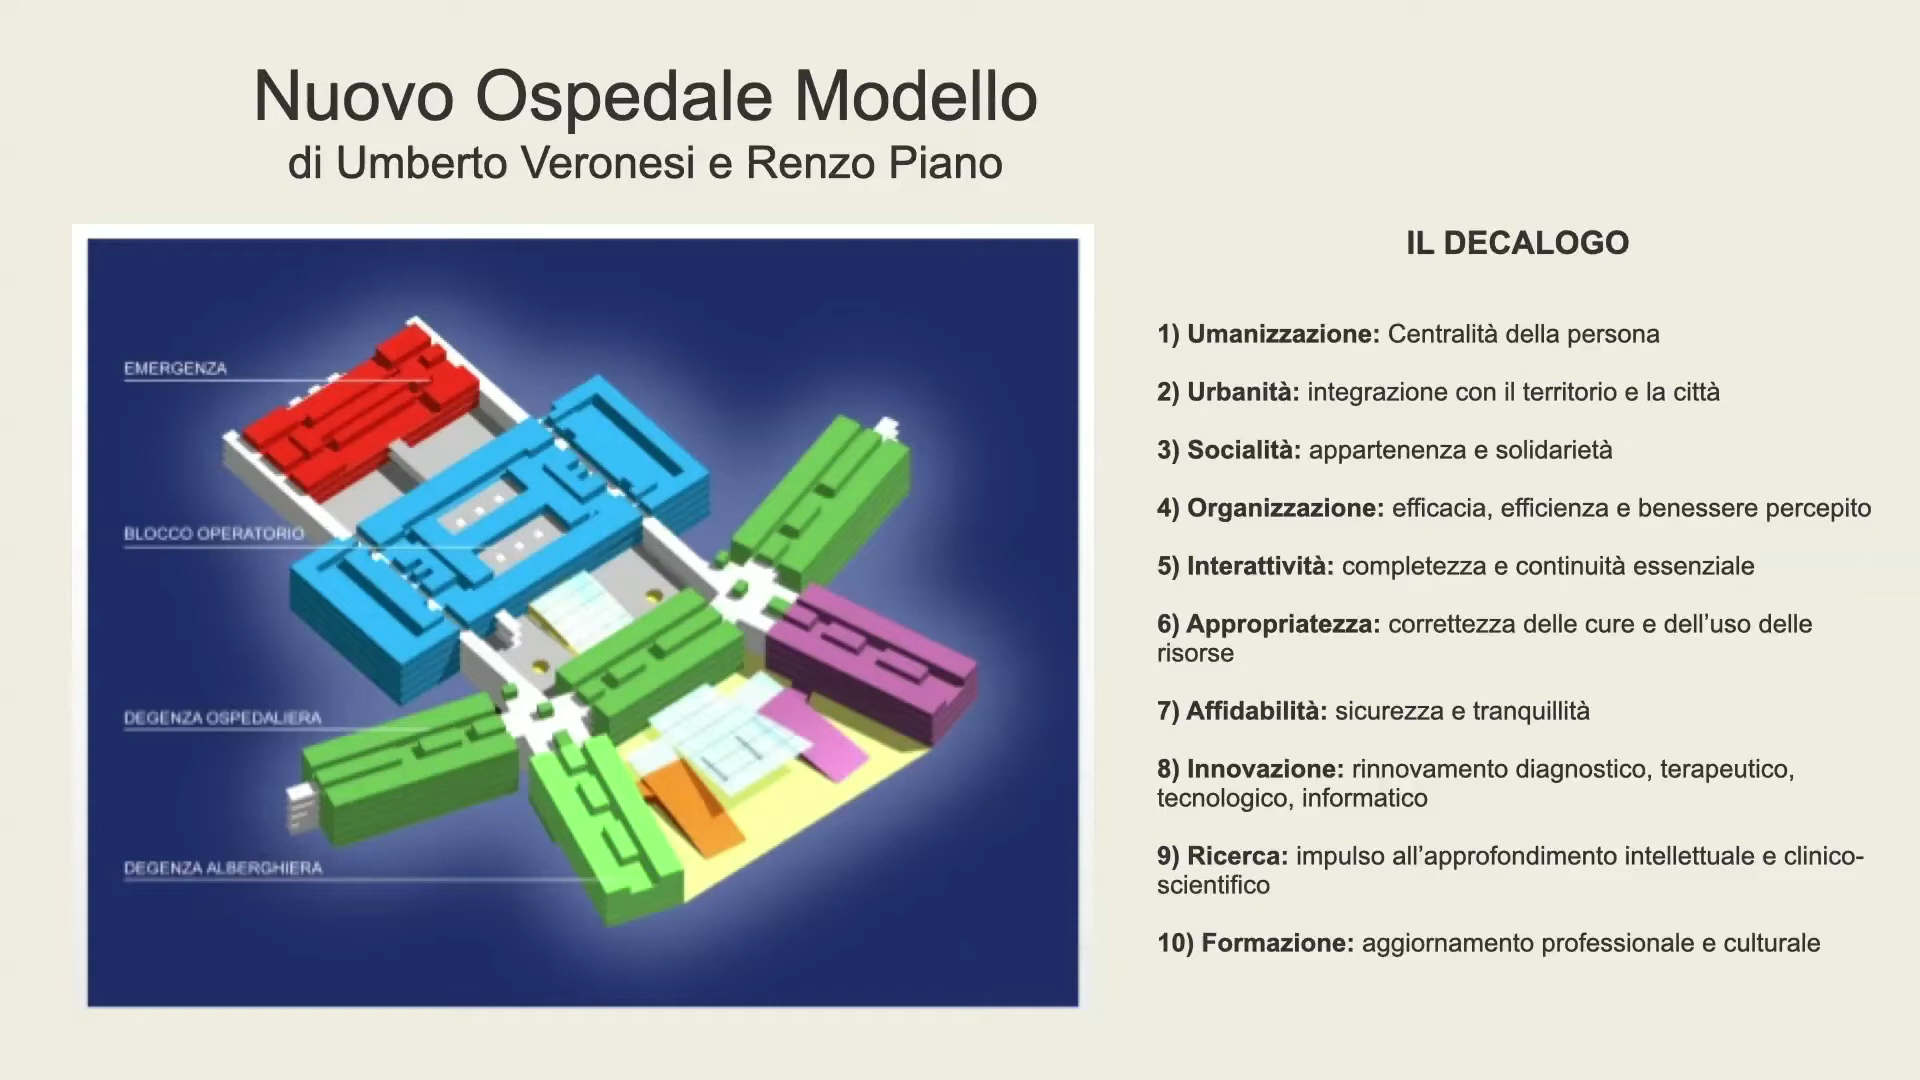 Nuovo Ospedale Modello
di Umberto Veronesi e Renzo Piano
EMERGENZA
BLOCCO OPERATORIO
DEGENZA OSPEDALIERA
DEGENZA ALBERGHIERA
IL DECALOGO
1) Umanizzazione: Centralità della persona
2) Urbanità: integrazione con il territorio e la città
3) Socialità: appartenenza e solidarietà
4) Organizzazione: efficacia, efficienza e benessere percepito
5) Interattività: completezza e continuità essenziale
6) Appropriatezza: correttezza delle cure e dell’uso delle
risorse
7) Affidabilità: sicurezza e tranquillità
8) Innovazione: rinnovamento diagnostico, terapeutico,
tecnologico, informatico
9) Ricerca: impulso all’approfondimento intellettuale e clinico-
scientifico
10) Formazione: aggiornamento professionale e culturale